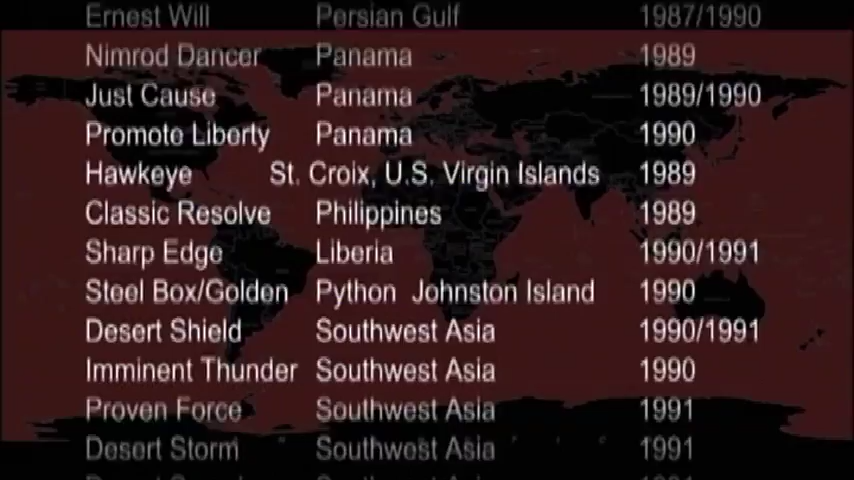 Ernest Will Persian Gulf 1987/1990
Nimrod Dancer Panama 1989
Just Cause Panama 1989/1990
Promote Liberty Panama 1990
Hawkeye St. Croix, U.S. Virgin Islands 1989
Classic Resolve Philippines 1989
Sharp Edge Liberia 1990/1991
Steel Box/Golden Python Johnston Island 1990
Desert Shield Southwest Asia 1990/1991
Imminent Thunder Southwest Asia 1990
Proven Force Southwest Asia 1991
Desert Storm Southwest Asia 1991